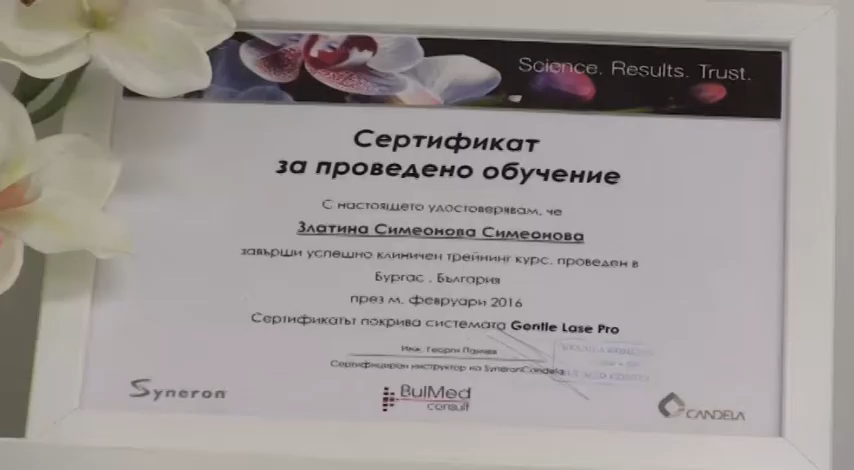 Science. Results. Trust.
Сертификат
за проведено обучение
С настоящето удостоверявам, че
Златина Симеонова Симеонова
завърши успешно клиничен трейнинг курс, проведен в
Бургас , България
през м. февруари 2016
Сертификатът покрива системата Gentle Lase Pro
Инж. Георги
Сертифициран инструктор на SyneronCandela
Syneron
BulMed
consult
CANDELA